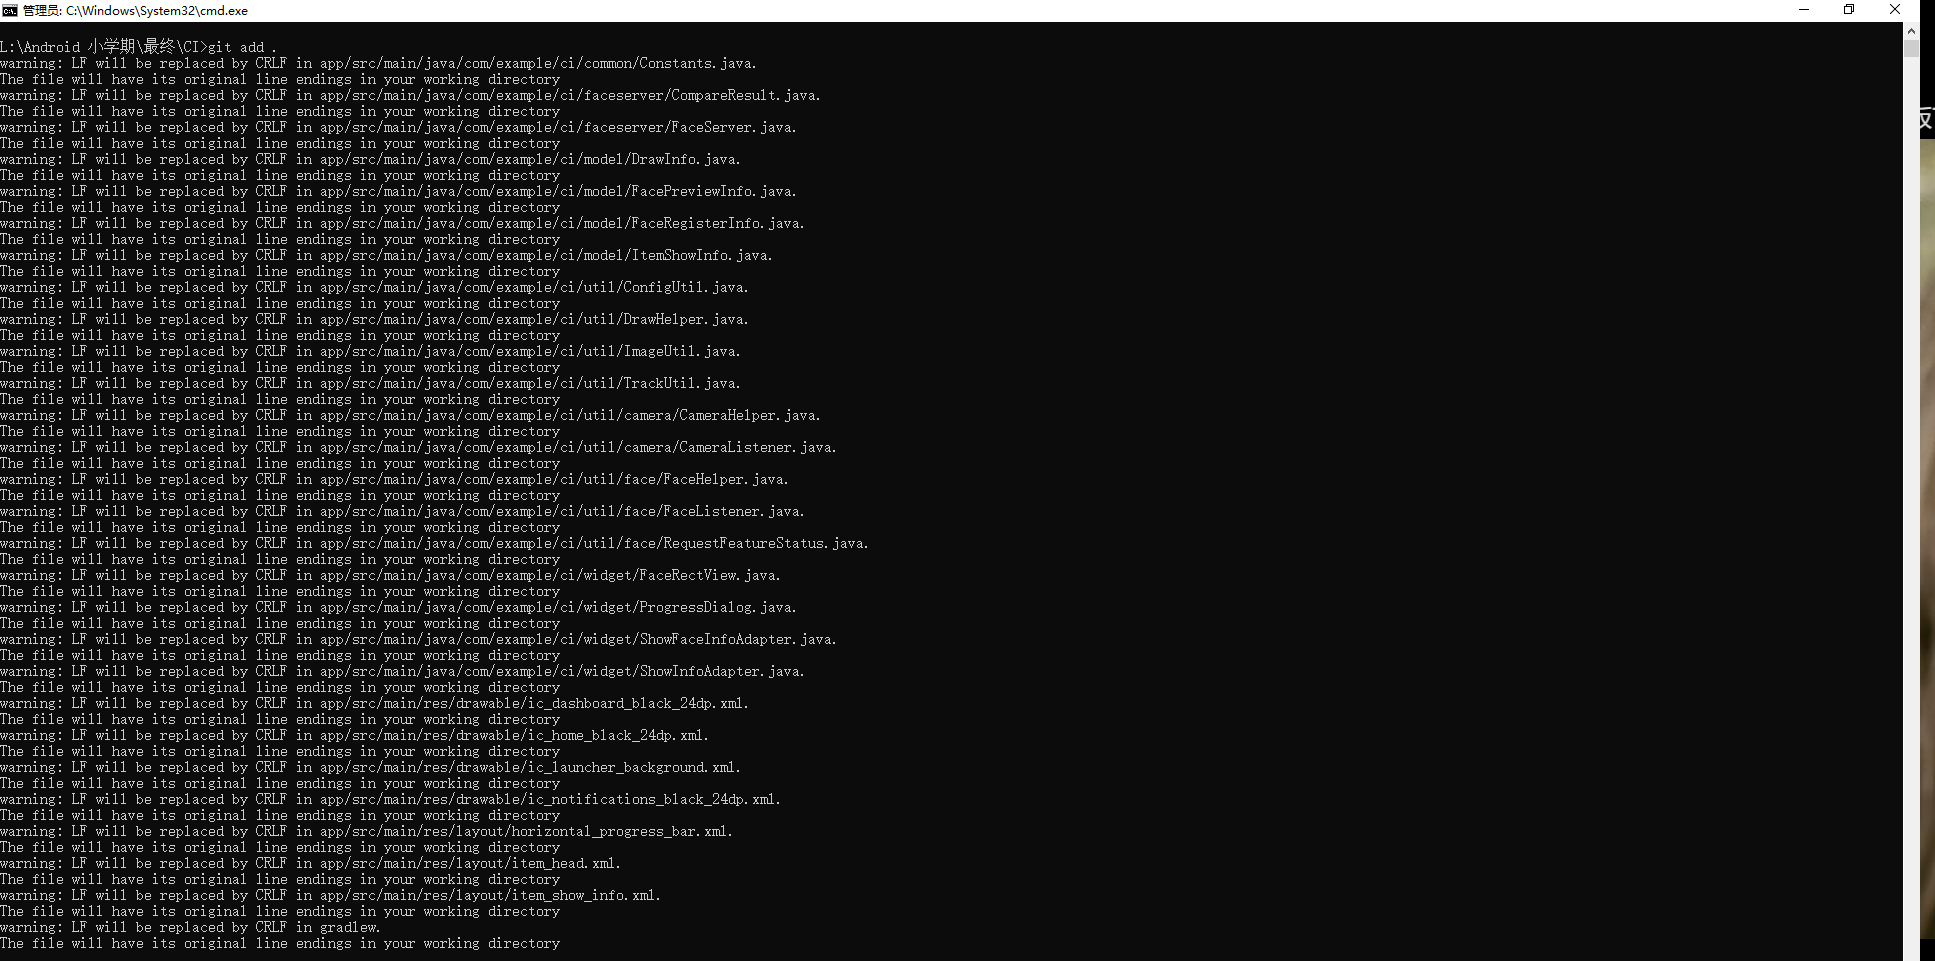 管理员: C:\Windows\System32\cmd.exe
L:\Android 小学期\最终\CI>git add .
warning: LF will be replaced by CRLF in app/src/main/java/com/example/ci/common/Constants.java.
The file will have its original line endings in your working directory
warning: LF will be replaced by CRLF in app/src/main/java/com/example/ci/faceserver/CompareResult.java.
The file will have its original line endings in your working directory
warning: LF will be replaced by CRLF in app/src/main/java/com/example/ci/faceserver/FaceServer.java.
The file will have its original line endings in your working directory
warning: LF will be replaced by CRLF in app/src/main/java/com/example/ci/model/DrawInfo.java.
The file will have its original line endings in your working directory
warning: LF will be replaced by CRLF in app/src/main/java/com/example/ci/model/FacePreviewInfo.java.
The file will have its original line endings in your working directory
warning: LF will be replaced by CRLF in app/src/main/java/com/example/ci/model/FaceRegisterInfo.java.
The file will have its original line endings in your working directory
warning: LF will be replaced by CRLF in app/src/main/java/com/example/ci/model/ItemShowInfo.java.
The file will have its original line endings in your working directory
warning: LF will be replaced by CRLF in app/src/main/java/com/example/ci/util/ConfigUtil.java.
The file will have its original line endings in your working directory
warning: LF will be replaced by CRLF in app/src/main/java/com/example/ci/util/DrawHelper.java.
The file will have its original line endings in your working directory
warning: LF will be replaced by CRLF in app/src/main/java/com/example/ci/util/ImageUtil.java.
The file will have its original line endings in your working directory
warning: LF will be replaced by CRLF in app/src/main/java/com/example/ci/util/TrackUtil.java.
The file will have its original line endings in your working directory
warning: LF will be replaced by CRLF in app/src/main/java/com/example/ci/util/camera/CameraHelper.java.
The file will have its original line endings in your working directory
warning: LF will be replaced by CRLF in app/src/main/java/com/example/ci/util/camera/CameraListener.java.
The file will have its original line endings in your working directory
warning: LF will be replaced by CRLF in app/src/main/java/com/example/ci/util/face/FaceHelper.java.
The file will have its original line endings in your working directory
warning: LF will be replaced by CRLF in app/src/main/java/com/example/ci/util/face/FaceListener.java.
The file will have its original line endings in your working directory
warning: LF will be replaced by CRLF in app/src/main/java/com/example/ci/util/face/RequestFeatureStatus.java.
The file will have its original line endings in your working directory
warning: LF will be replaced by CRLF in app/src/main/java/com/example/ci/widget/FaceRectView.java.
The file will have its original line endings in your working directory
warning: LF will be replaced by CRLF in app/src/main/java/com/example/ci/widget/ProgressDialog.java.
The file will have its original line endings in your working directory
warning: LF will be replaced by CRLF in app/src/main/java/com/example/ci/widget/ShowFaceInfoAdapter.java.
The file will have its original line endings in your working directory
warning: LF will be replaced by CRLF in app/src/main/java/com/example/ci/widget/ShowInfoAdapter.java.
The file will have its original line endings in your working directory
warning: LF will be replaced by CRLF in app/src/main/res/drawable/ic_dashboard_black_24dp.xml.
The file will have its original line endings in your working directory
warning: LF will be replaced by CRLF in app/src/main/res/drawable/ic_home_black_24dp.xml.
The file will have its original line endings in your working directory
warning: LF will be replaced by CRLF in app/src/main/res/drawable/ic_launcher_background.xml.
The file will have its original line endings in your working directory
warning: LF will be replaced by CRLF in app/src/main/res/drawable/ic_notifications_black_24dp.xml.
The file will have its original line endings in your working directory
warning: LF will be replaced by CRLF in app/src/main/res/layout/horizontal_progress_bar.xml.
The file will have its original line endings in your working directory
warning: LF will be replaced by CRLF in app/src/main/res/layout/item_head.xml.
The file will have its original line endings in your working directory
warning: LF will be replaced by CRLF in app/src/main/res/layout/item_show_info.xml.
The file will have its original line endings in your working directory
warning: LF will be replaced by CRLF in gradlew.
The file will have its original line endings in your working directory